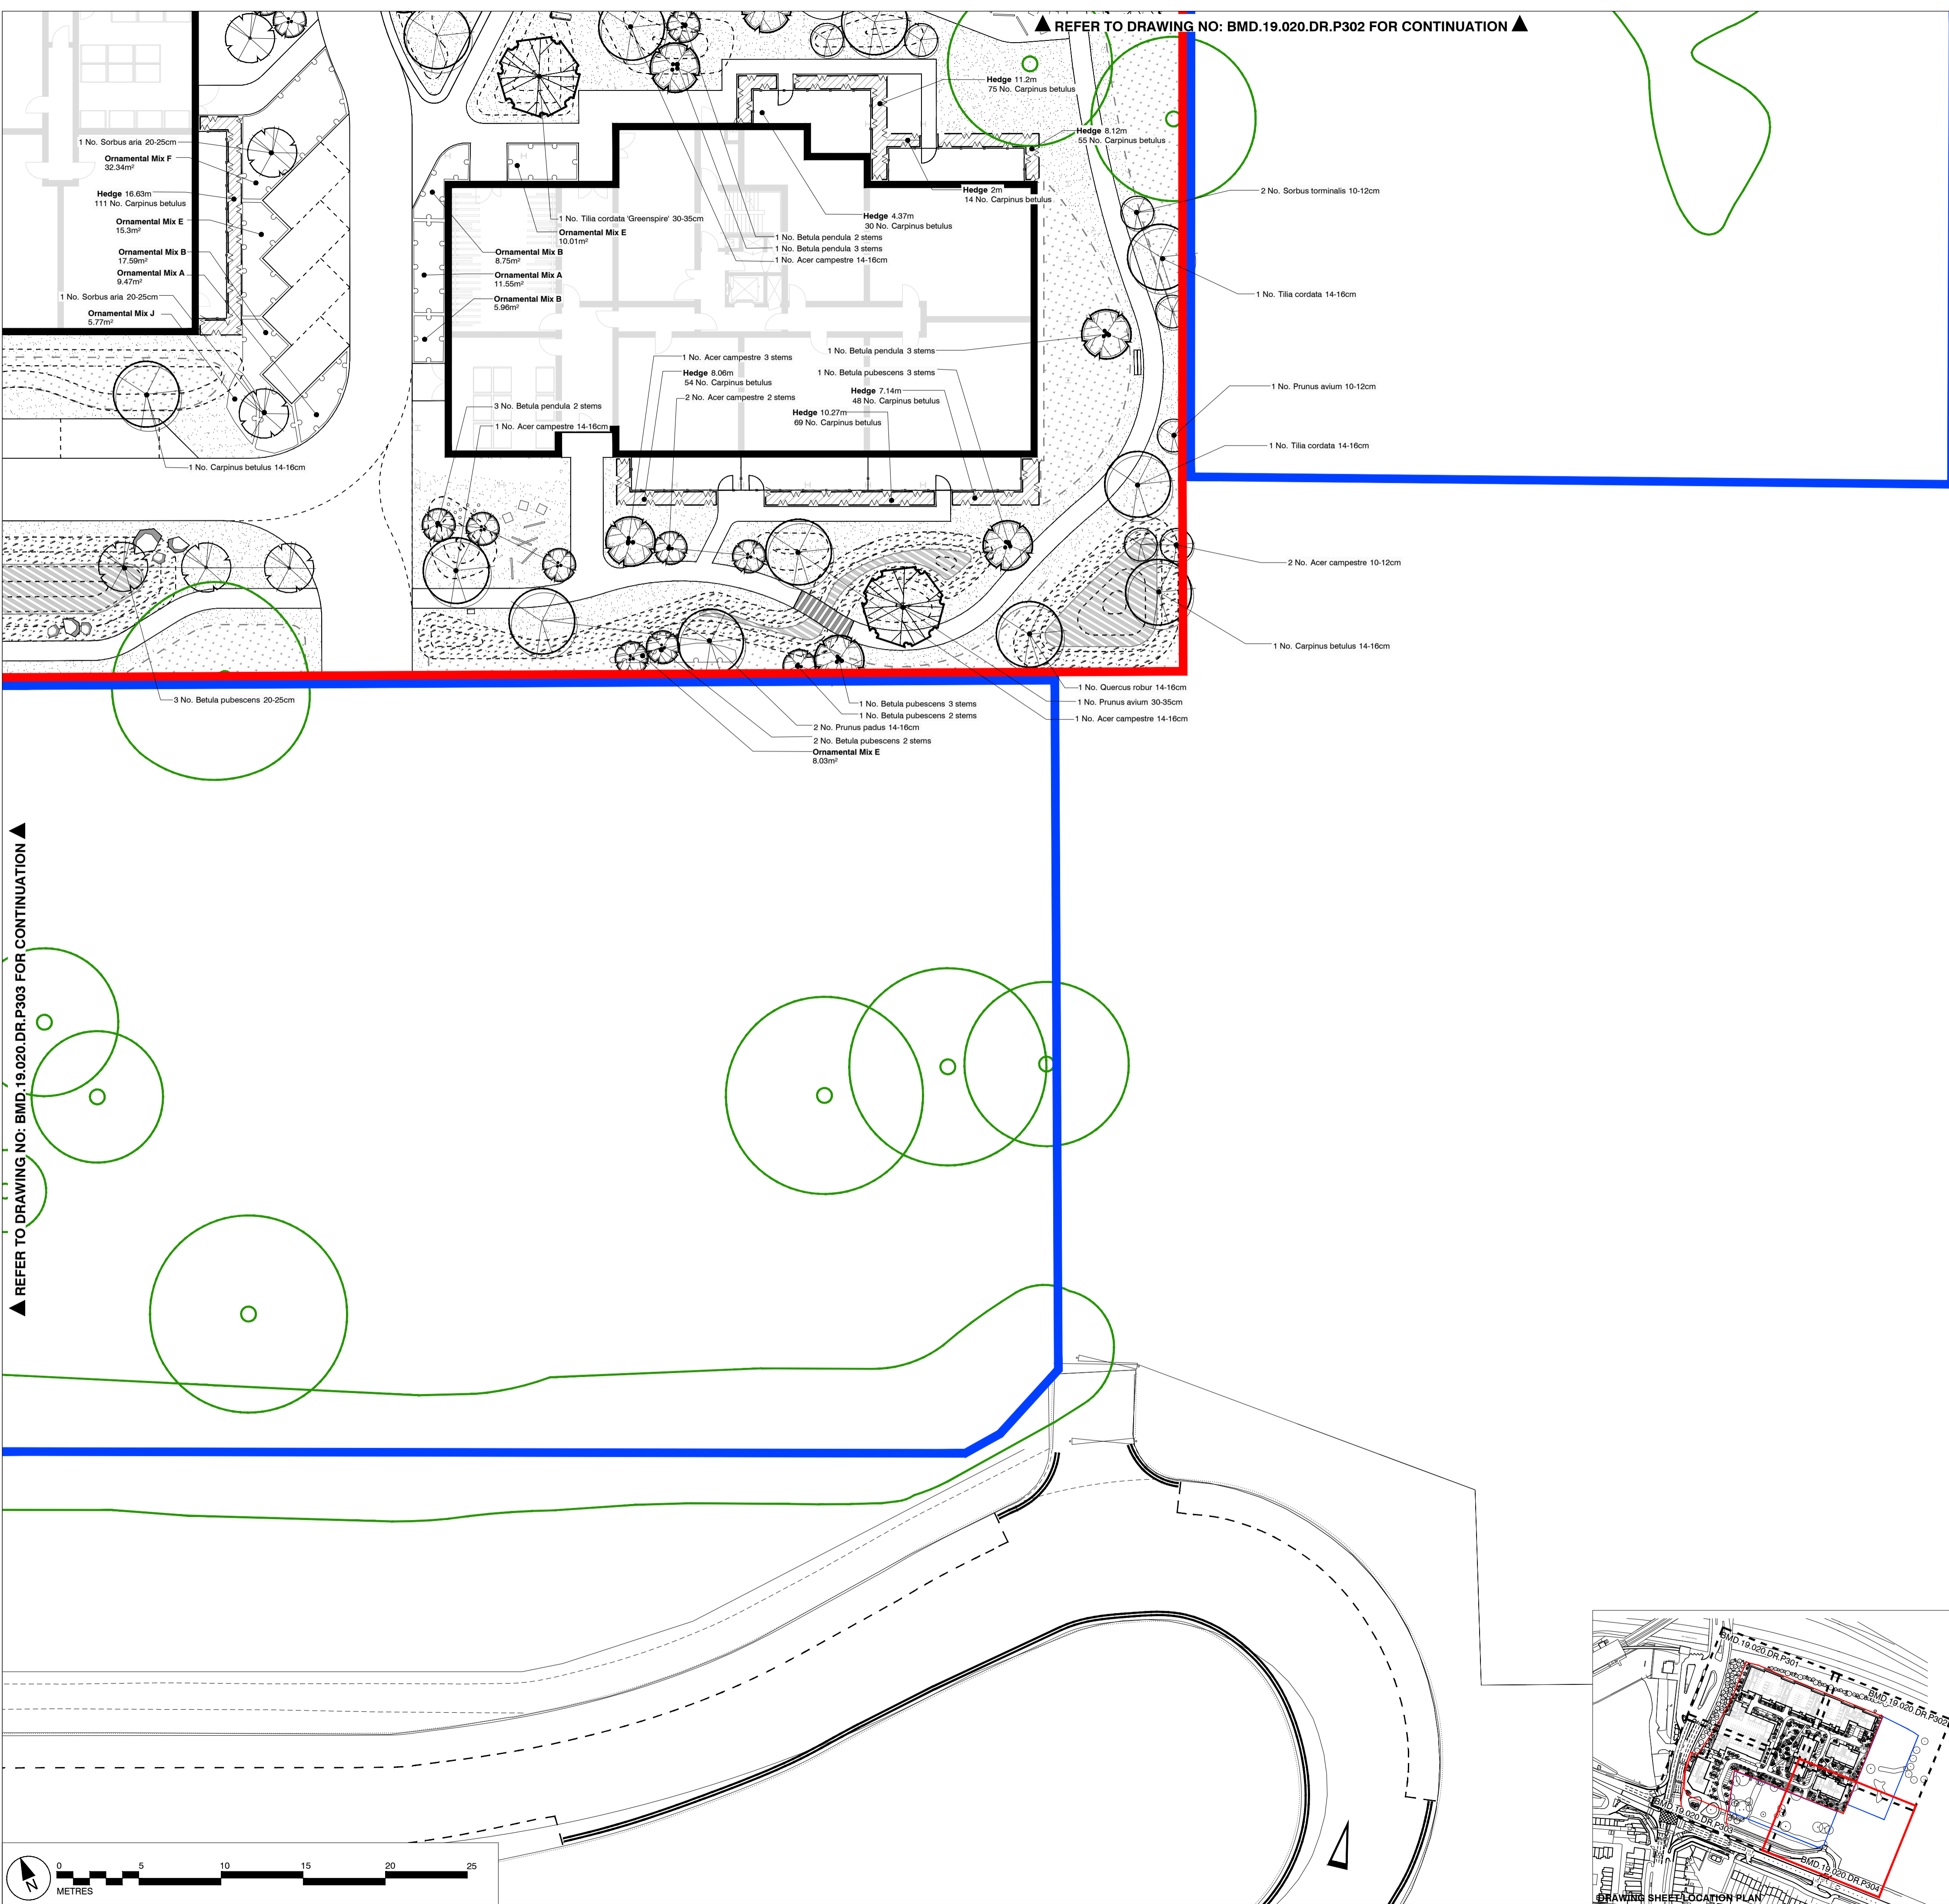 ▲ REFER TO DRAWING NO: BMD.19.020.DR.P302 FOR CONTINUATION ▲
Hedge 11.2m
75 No. Carpinus betulus
Hedge 8.12m
55 No. Carpinus betulus
1 No. Sorbus aria 20-25cm
Ornamental Mix F
32.34m²
Hedge 16.63m
111 No. Carpinus betulus
Ornamental Mix E
15.3m²
Ornamental Mix B
17.59m²
Ornamental Mix A
9.47m²
1 No. Sorbus aria 20-25cm
Ornamental Mix J
5.77m²
2 No. Sorbus torminalis 10-12cm
Hedge 2m
14 No. Carpinus betulus
Hedge 4.37m
30 No. Carpinus betulus
1 No. Tilia cordata 'Greenspire' 30-35cm
Ornamental Mix E
10.01m²
1 No. Betula pendula 2 stems
1 No. Betula pendula 3 stems
1 No. Acer campestre 14-16cm
Ornamental Mix B
8.75m²
Ornamental Mix A
11.55m²
Ornamental Mix B
5.96m²
1 No. Tilia cordata 14-16cm
1 No. Acer campestre 3 stems
Hedge 8.06m
54 No. Carpinus betulus
2 No. Acer campestre 2 stems
1 No. Betula pendula 3 stems
1 No. Betula pubescens 3 stems
Hedge 7.14m
48 No. Carpinus betulus
Hedge 10.27m
69 No. Carpinus betulus
1 No. Prunus avium 10-12cm
3 No. Betula pendula 2 stems
1 No. Acer campestre 14-16cm
1 No. Tilia cordata 14-16cm
1 No. Carpinus betulus 14-16cm
2 No. Acer campestre 10-12cm
1 No. Carpinus betulus 14-16cm
3 No. Betula pubescens 20-25cm
1 No. Quercus robur 14-16cm
1 No. Prunus avium 30-35cm
1 No. Acer campestre 14-16cm
1 No. Betula pubescens 3 stems
1 No. Betula pubescens 2 stems
2 No. Prunus padus 14-16cm
2 No. Betula pubescens 2 stems
Ornamental Mix E
8.03m²
▲ REFER TO DRAWING NO: BMD.19.020.DR.P303 FOR CONTINUATION ▲
BMD.19.020.DR.P301
BMD.19.020.DR.P302
BMD.19.020.DR.P303
BMD.19.020.DR.P304
DRAWING SHEET LOCATION PLAN
N
0 5 10 15 20 25
METRES